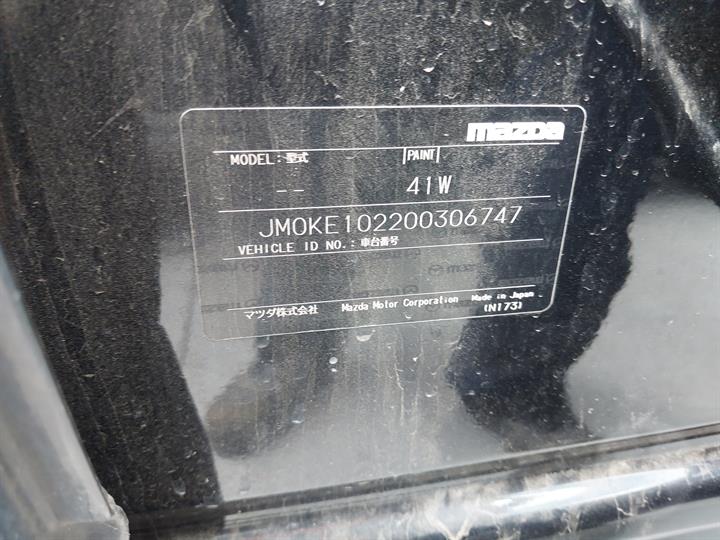 mazda
MODEL: 型式 PAINT
-- 41W
JM0KE102200306747
VEHICLE ID NO.: 車台番号
マツダ株式会社 Mazda Motor Corporation Made in Japan
(N173)